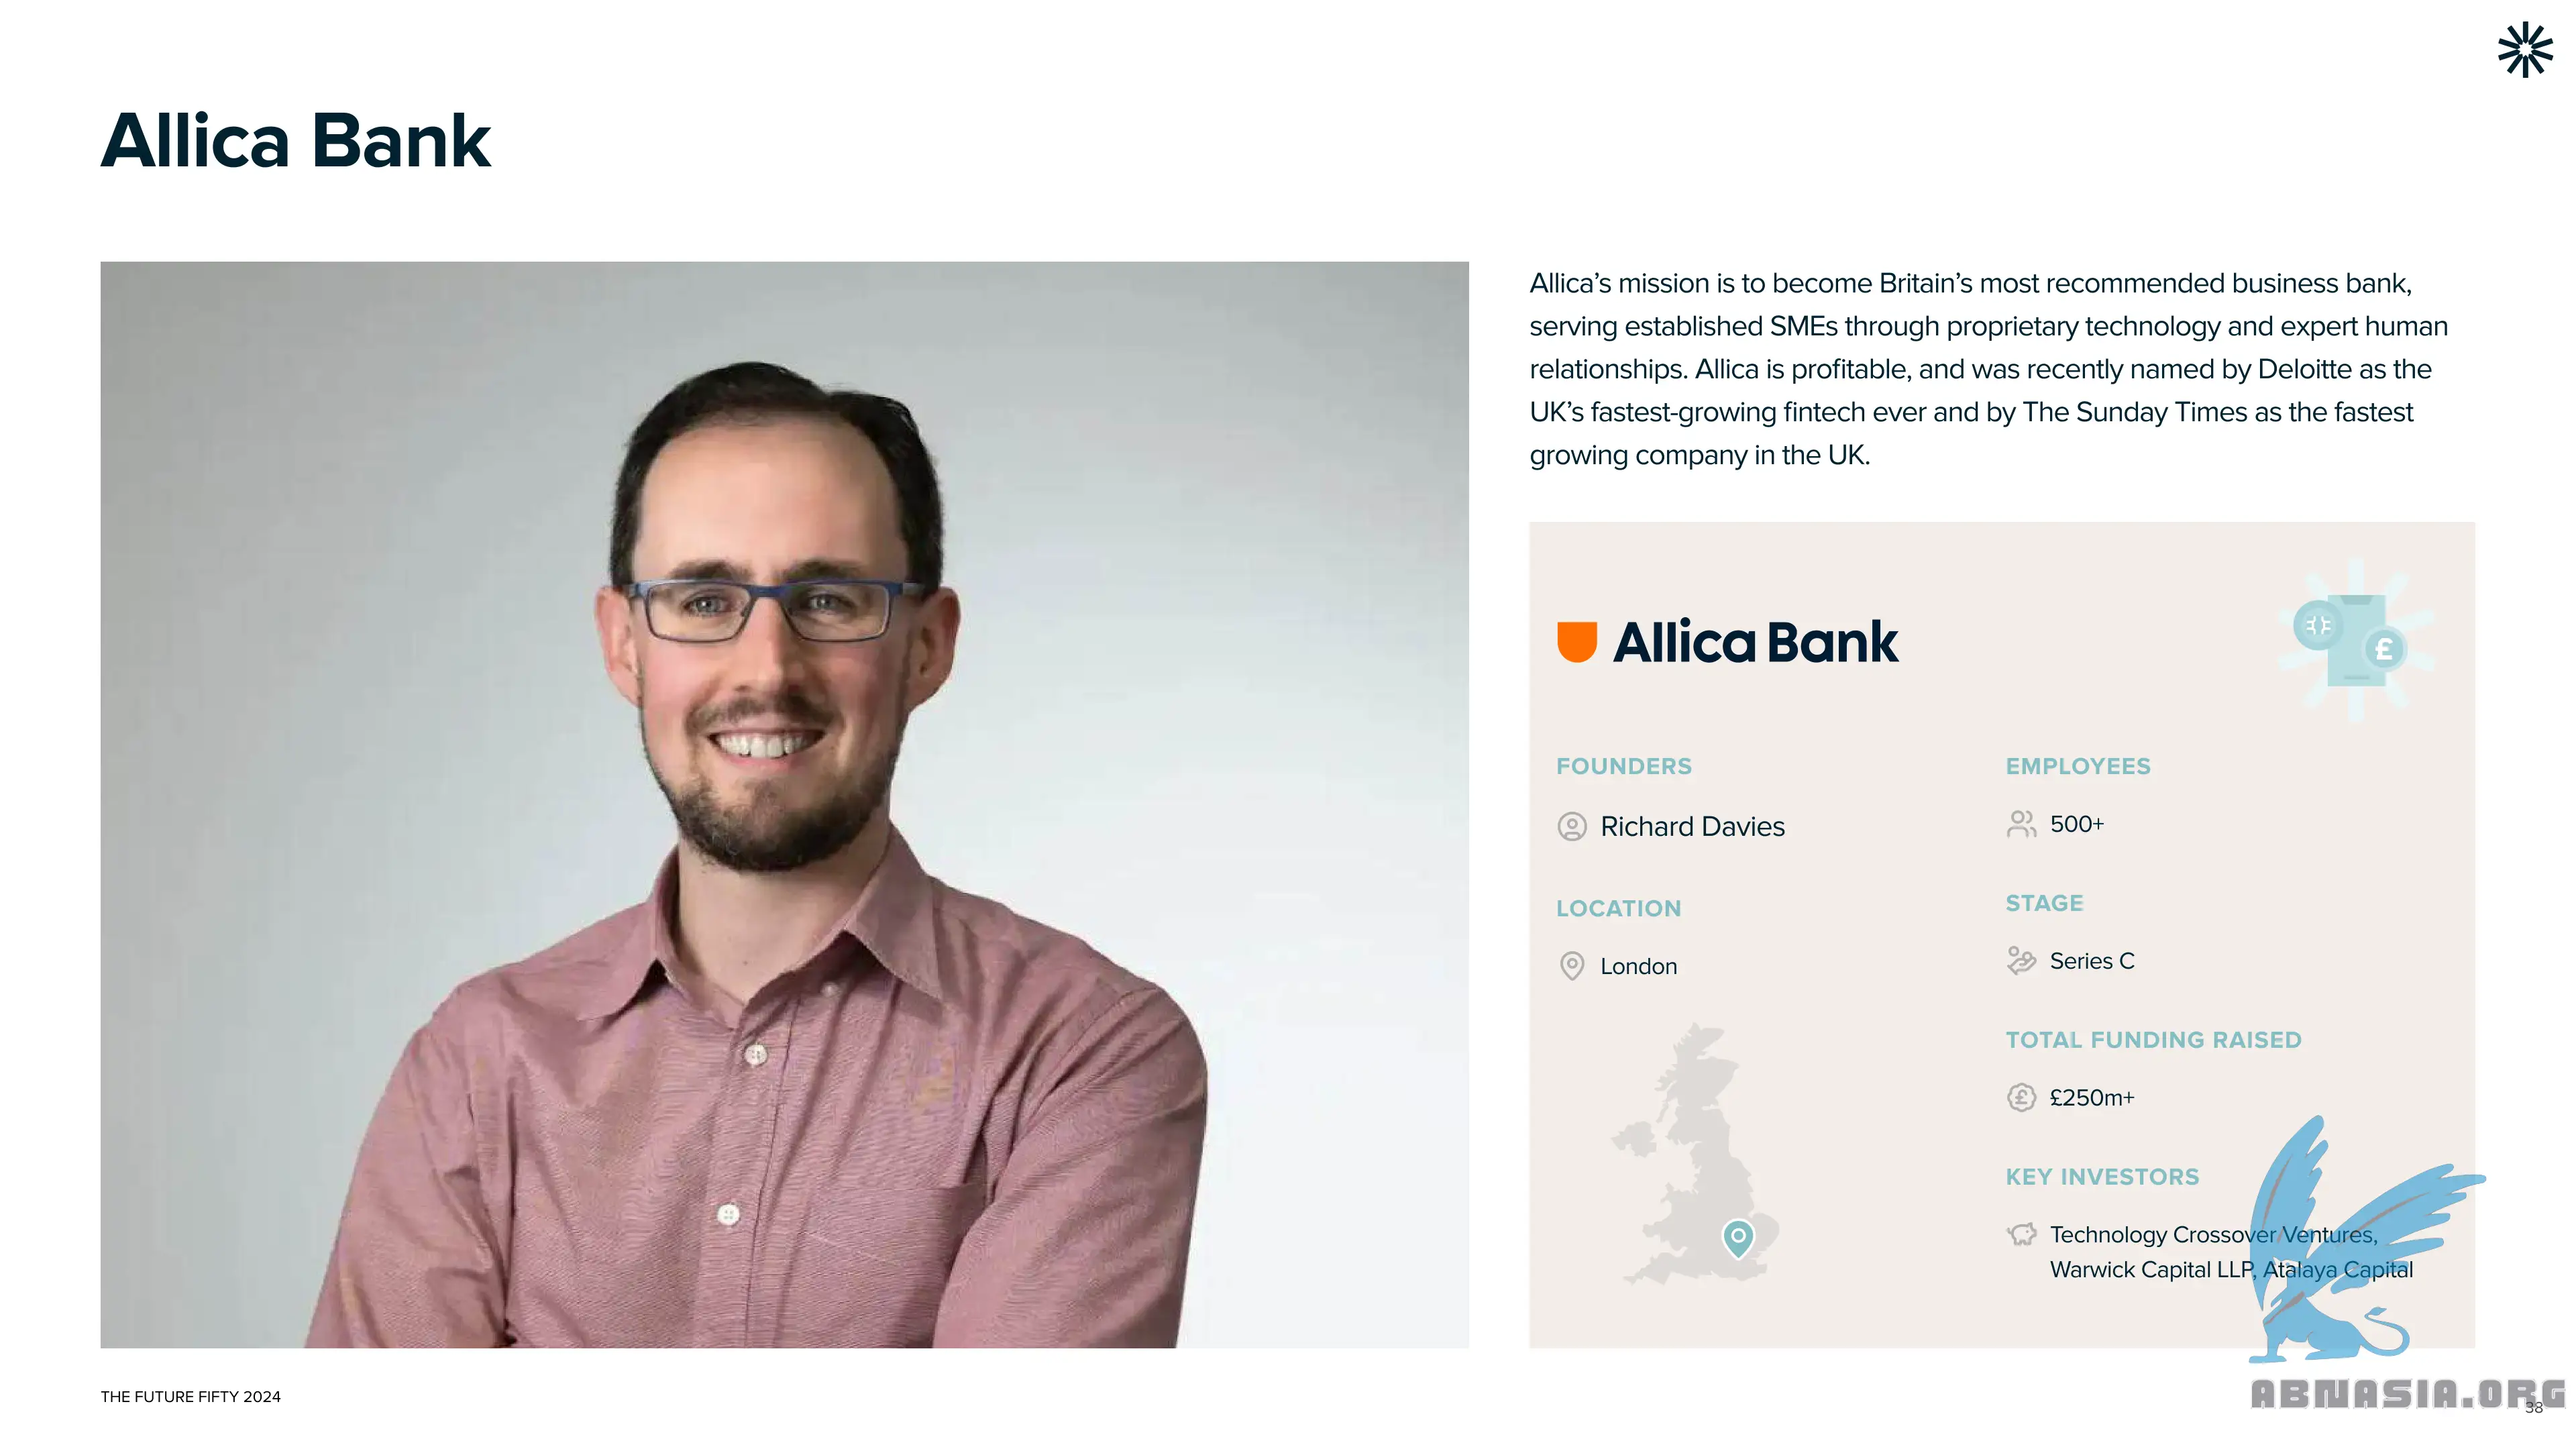 Allica Bank
Allica’s mission is to become Britain’s most recommended business bank,
serving established SMEs through proprietary technology and expert human
relationships. Allica is profitable, and was recently named by Deloitte as the
UK’s fastest-growing fintech ever and by The Sunday Times as the fastest
growing company in the UK.
Allica Bank
£
FOUNDERS
Richard Davies
LOCATION
London
EMPLOYEES
500+
STAGE
Series C
TOTAL FUNDING RAISED
£250m+
KEY INVESTORS
Technology Crossover Ventures,
Warwick Capital LLP, Atalaya Capital
THE FUTURE FIFTY 2024
ABNASIA.ORG
38